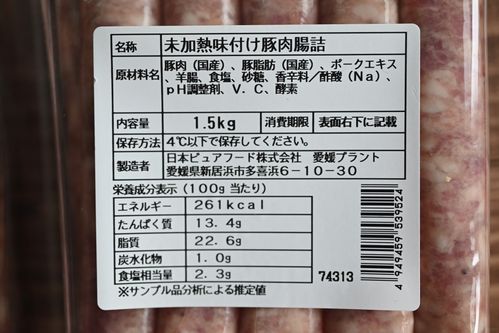 名称 未加熱味付け豚肉腸詰
原材料名 豚肉(国産)、豚脂肪(国産)、ポークエキス
、羊腸、食塩、砂糖、香辛料/酢酸(Na)、
pH調整剤、V.C、酵素
内容量 1.5kg 消費期限 表面右下に記載
保存方法 4℃以下で保存してください。
製造者 日本ピュアフード株式会社 愛媛プラント
愛媛県新居浜市多喜浜6-10-30
栄養成分表示(100g当たり)
エネルギー 261kcal
たんぱく質 13.4g
脂質 22.6g
炭水化物 1.0g
食塩相当量 2.3g
※サンプル品分析による推定値
74313
4949459539524